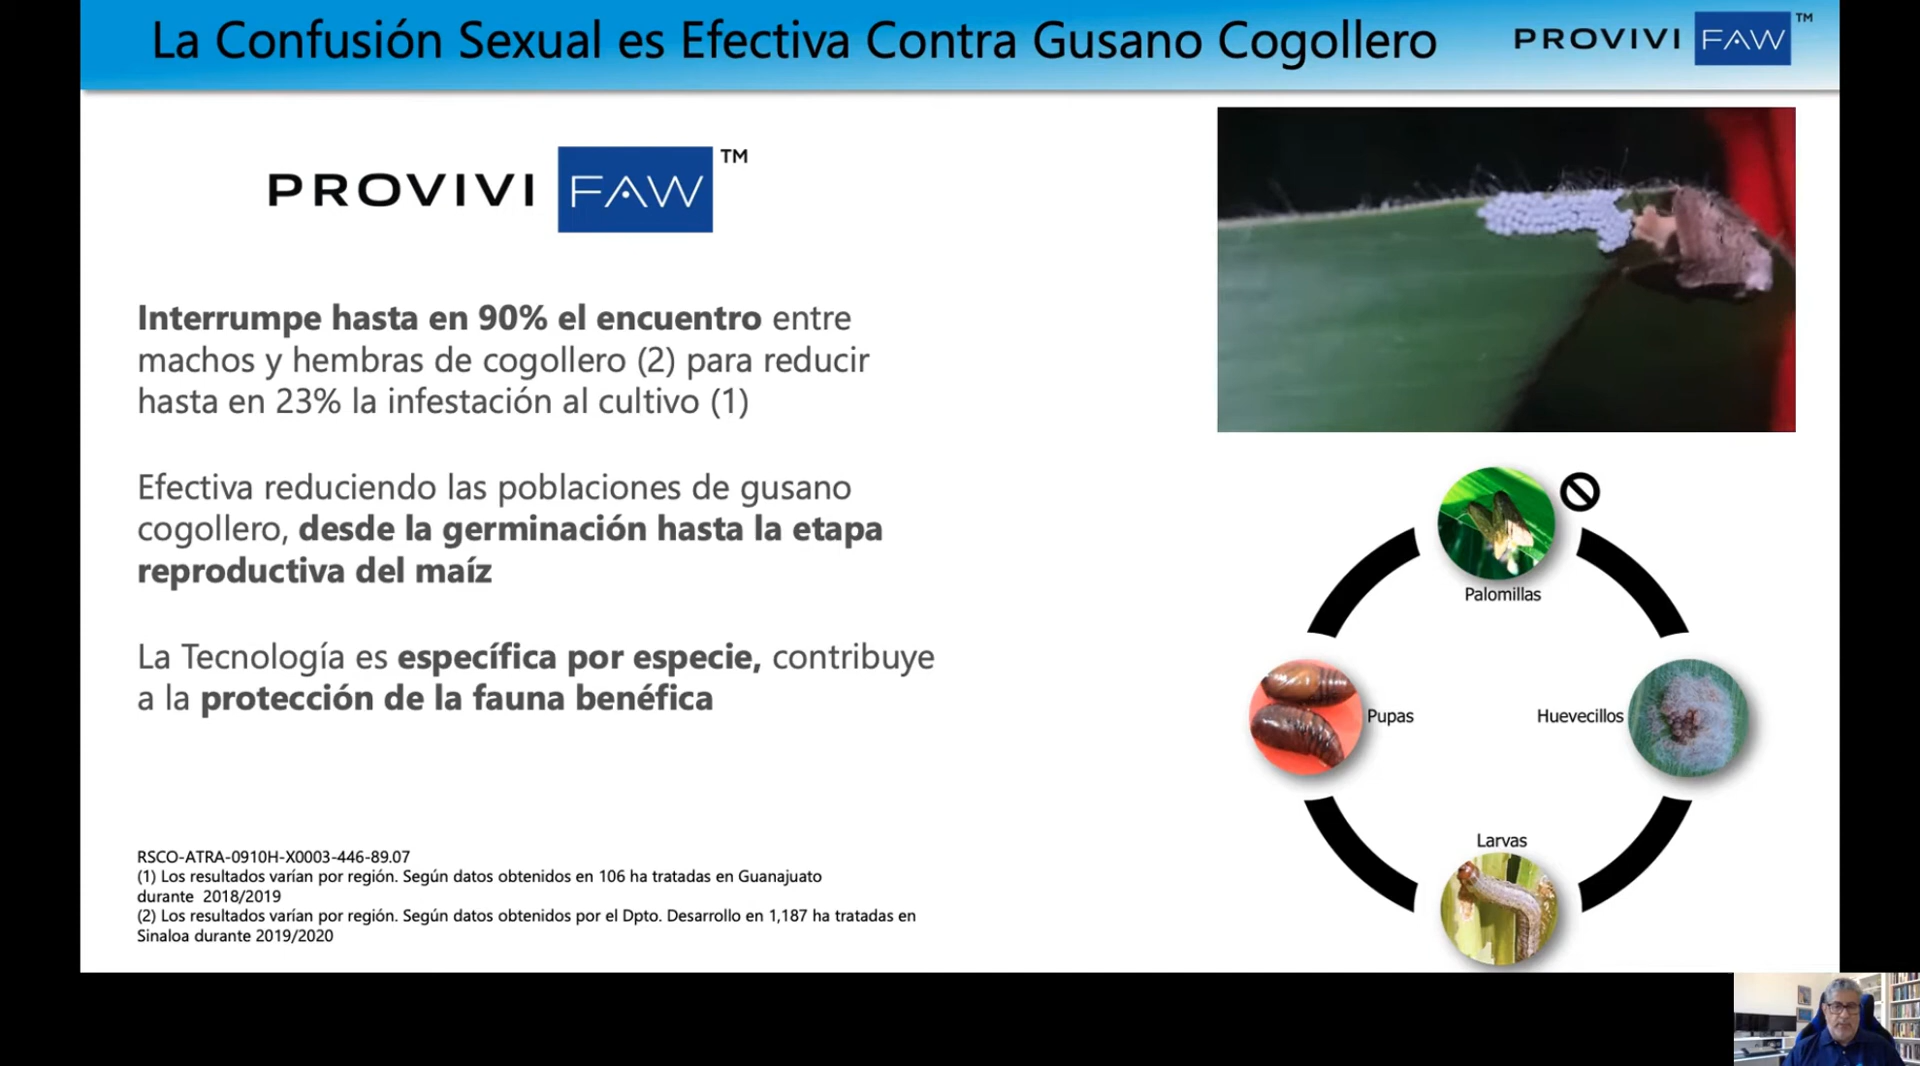 La Confusión Sexual es Efectiva Contra Gusano Cogollero
PROVIVI FAW™
PROVIVI FAW™
Interrumpe hasta en 90% el encuentro entre
machos y hembras de cogollero (2) para reducir
hasta en 23% la infestación al cultivo (1)
Efectiva reduciendo las poblaciones de gusano
cogollero, desde la germinación hasta la etapa
reproductiva del maíz
La Tecnología es específica por especie, contribuye
a la protección de la fauna benéfica
RSCO-ATRA-0910H-X0003-446-89.07
(1) Los resultados varían por región. Según datos obtenidos en 106 ha tratadas en Guanajuato
durante 2018/2019
(2) Los resultados varían por región. Según datos obtenidos por el Dpto. Desarrollo en 1,187 ha tratadas en
Sinaloa durante 2019/2020
Palomillas
Pupas
Huevecillos
Larvas